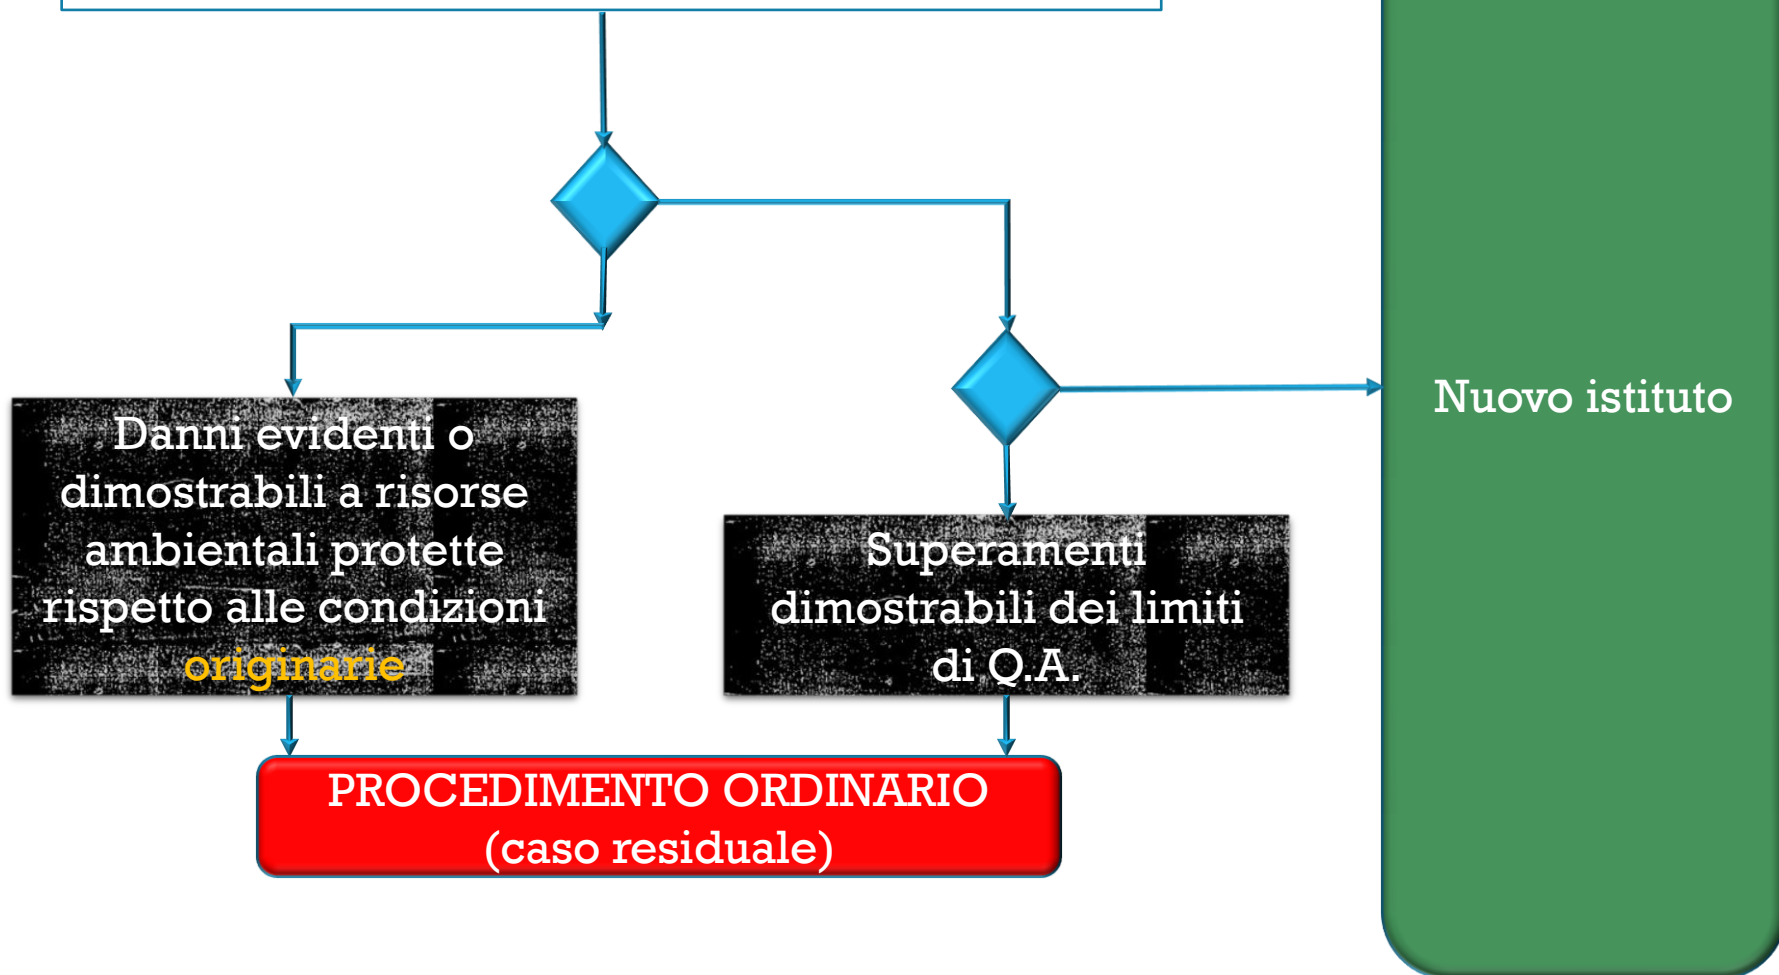 Nuovo istituto
Danni evidenti o
dimostrabili a risorse
ambientali protette
rispetto alle condizioni
originarie
Superamenti
dimostrabili dei limiti
di Q.A.
PROCEDIMENTO ORDINARIO
(caso residuale)